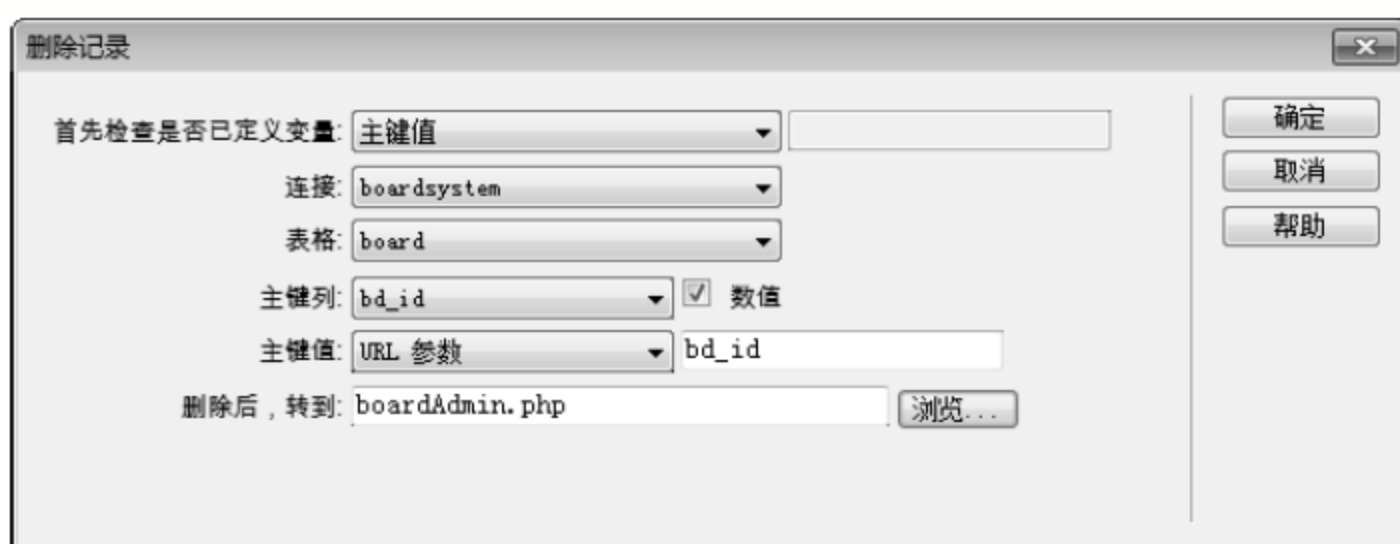 删除记录
首先检查是否已定义变量: 主键值
确定
连接: boardsystem
取消
表格: board
帮助
主键列: bd_id 数值
主键值: URL 参数 bd_id
删除后，转到: boardAdmin.php 浏览...